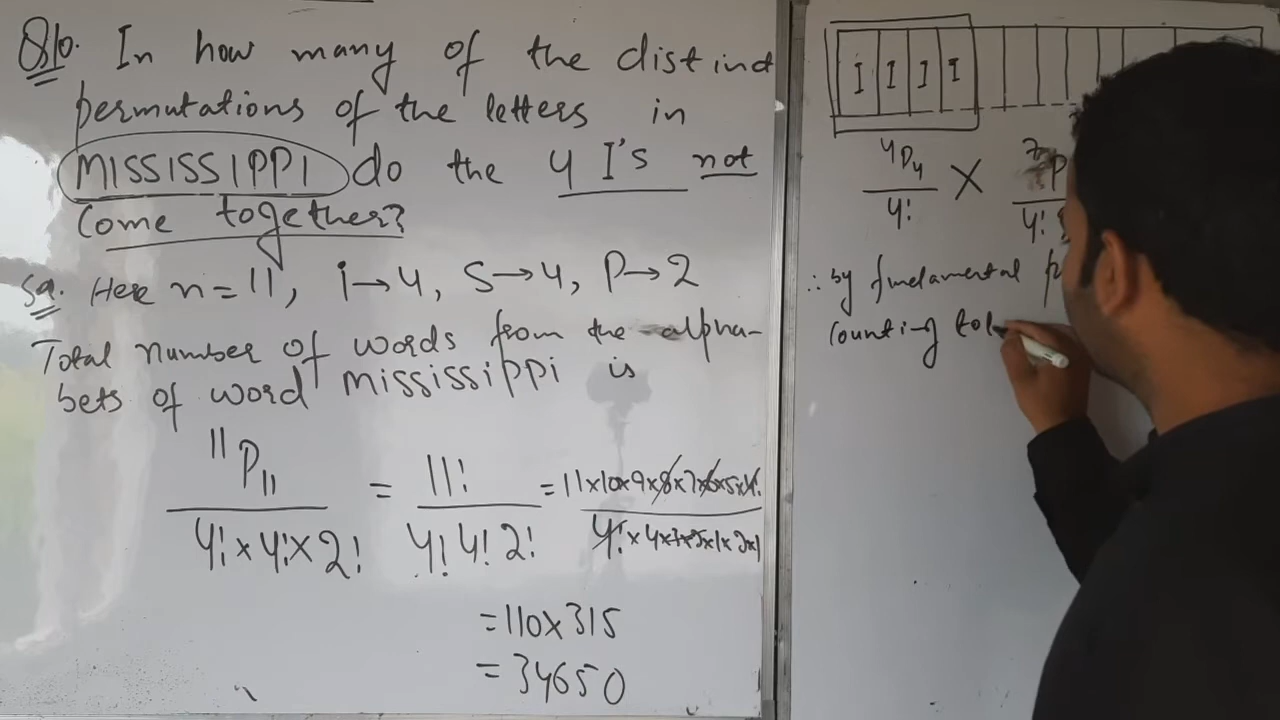 Q10. In how many of the distinct
permutations of the letters in
MISSISSIPPI do the 4 I's not
come together?
Sol. Here n=11, i→4, S→4, P→2
Total number of words from the alpha-
bets of word mississippi is
¹¹P₁₁ / 4!×4!×2! = 11! / 4! 4! 2! = 11×10×9×8×7×6×5×4! / 4!×4×3×2×1×2×1
=110×315
=34650
I I I I
⁴P₄ / 4! ×
∴ by fundamental
counting